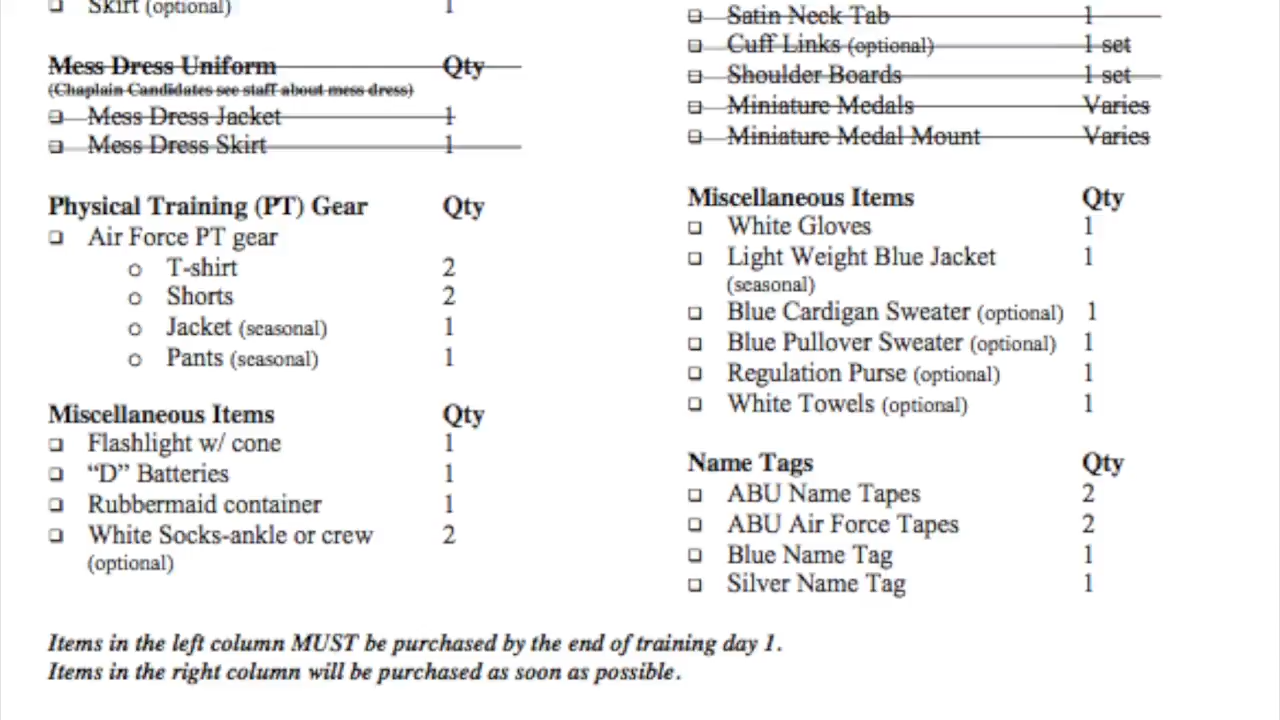 Skirt (optional) 1
Mess Dress Uniform Qty
(Chaplain Candidates see staff about mess dress)
Mess Dress Jacket 1
Mess Dress Skirt 1
Physical Training (PT) Gear Qty
Air Force PT gear
T-shirt 2
Shorts 2
Jacket (seasonal) 1
Pants (seasonal) 1
Miscellaneous Items Qty
Flashlight w/ cone 1
“D” Batteries 1
Rubbermaid container 1
White Socks-ankle or crew 2
(optional)
Satin Neck Tab 1
Cuff Links (optional) 1 set
Shoulder Boards 1 set
Miniature Medals Varies
Miniature Medal Mount Varies
Miscellaneous Items Qty
White Gloves 1
Light Weight Blue Jacket 1
(seasonal)
Blue Cardigan Sweater (optional) 1
Blue Pullover Sweater (optional) 1
Regulation Purse (optional) 1
White Towels (optional) 1
Name Tags Qty
ABU Name Tapes 2
ABU Air Force Tapes 2
Blue Name Tag 1
Silver Name Tag 1
Items in the left column MUST be purchased by the end of training day 1.
Items in the right column will be purchased as soon as possible.